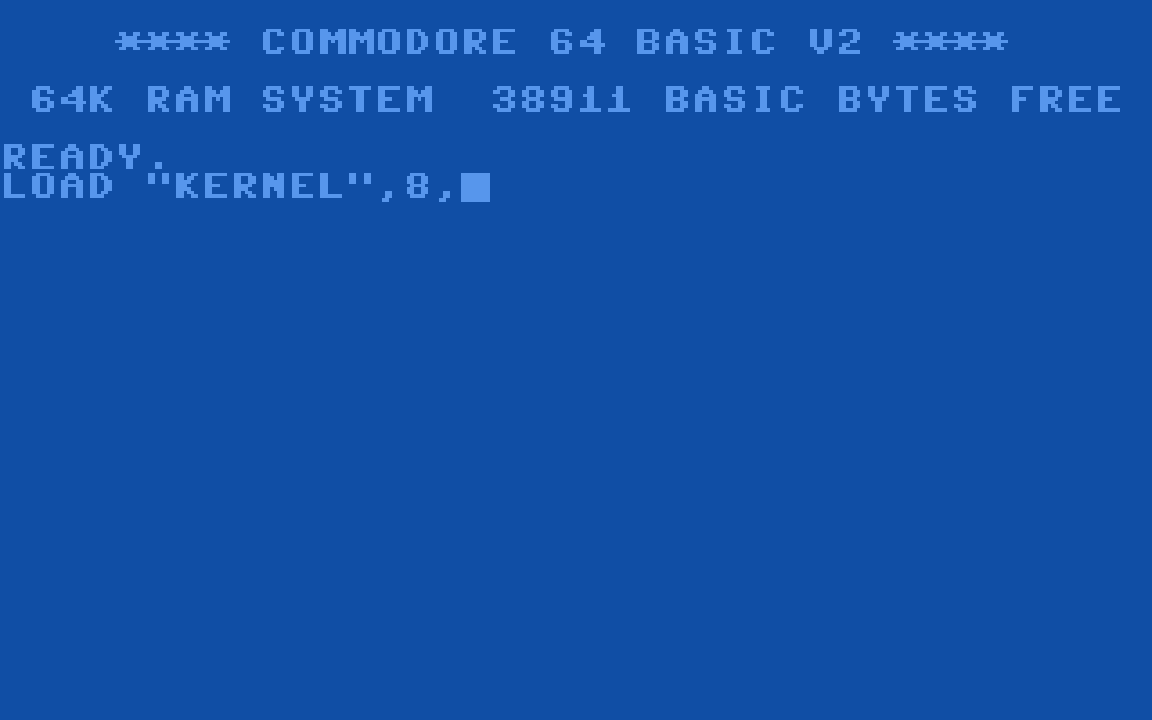 **** COMMODORE 64 BASIC V2 ****
64K RAM SYSTEM  38911 BASIC BYTES FREE
READY.
LOAD "KERNEL",8,